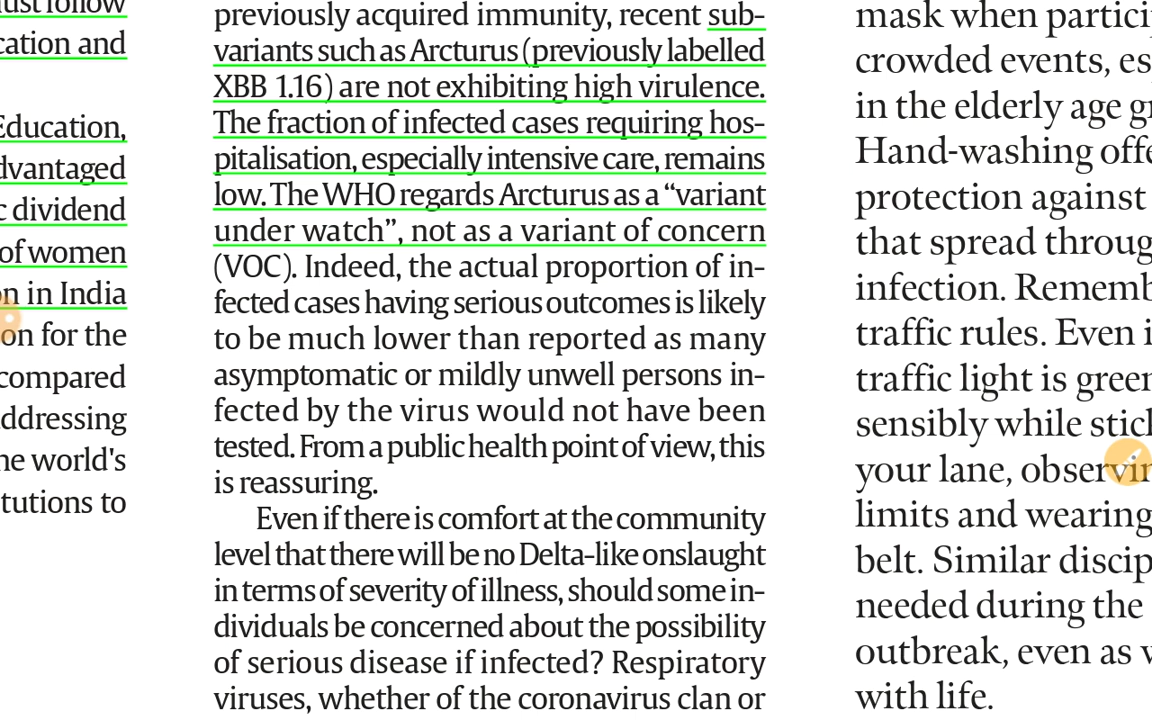 must follow
cation and
Education,
dvantaged
c dividend
of women
on in India
on for the
compared
ddressing
he world's
tutions to
previously acquired immunity, recent sub-
variants such as Arcturus (previously labelled
XBB 1.16) are not exhibiting high virulence.
The fraction of infected cases requiring hos-
pitalisation, especially intensive care, remains
low. The WHO regards Arcturus as a “variant
under watch”, not as a variant of concern
(VOC). Indeed, the actual proportion of in-
fected cases having serious outcomes is likely
to be much lower than reported as many
asymptomatic or mildly unwell persons in-
fected by the virus would not have been
tested. From a public health point of view, this
is reassuring.
Even if there is comfort at the community
level that there will be no Delta-like onslaught
in terms of severity of illness, should some in-
dividuals be concerned about the possibility
of serious disease if infected? Respiratory
viruses, whether of the coronavirus clan or
mask when particip
crowded events, es
in the elderly age gr
Hand-washing offe
protection against
that spread throug
infection. Rememb
traffic rules. Even i
traffic light is green
sensibly while stick
your lane, observin
limits and wearing
belt. Similar discip
needed during the
outbreak, even as w
with life.